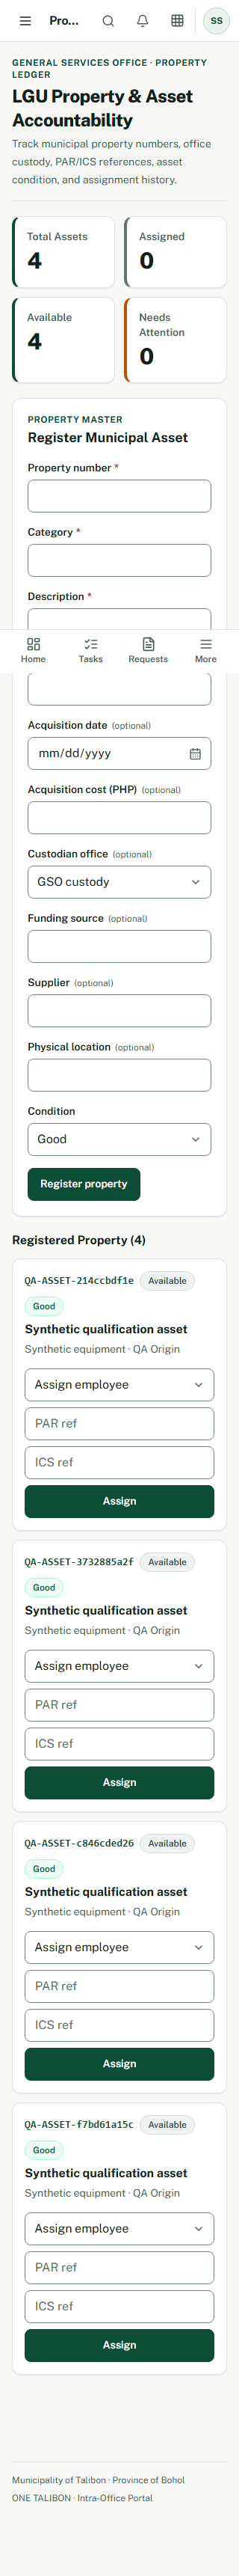 Pro...
SS
GENERAL SERVICES OFFICE · PROPERTY
LEDGER
LGU Property & Asset
Accountability
Track municipal property numbers, office
custody, PAR/ICS references, asset
condition, and assignment history.
Total Assets
4
Assigned
0
Available
4
Needs
Attention
0
PROPERTY MASTER
Register Municipal Asset
Property number *
Category *
Description *
Home
Tasks
Requests
More
Acquisition date (optional)
mm/dd/yyyy
Acquisition cost (PHP) (optional)
Custodian office (optional)
GSO custody
Funding source (optional)
Supplier (optional)
Physical location (optional)
Condition
Good
Register property
Registered Property (4)
QA-ASSET-214ccbdf1e Available
Good
Synthetic qualification asset
Synthetic equipment · QA Origin
Assign employee
PAR ref
ICS ref
Assign
QA-ASSET-3732885a2f Available
Good
Synthetic qualification asset
Synthetic equipment · QA Origin
Assign employee
PAR ref
ICS ref
Assign
QA-ASSET-c846cded26 Available
Good
Synthetic qualification asset
Synthetic equipment · QA Origin
Assign employee
PAR ref
ICS ref
Assign
QA-ASSET-f7bd61a15c Available
Good
Synthetic qualification asset
Synthetic equipment · QA Origin
Assign employee
PAR ref
ICS ref
Assign
Municipality of Talibon · Province of Bohol
ONE TALIBON · Intra-Office Portal